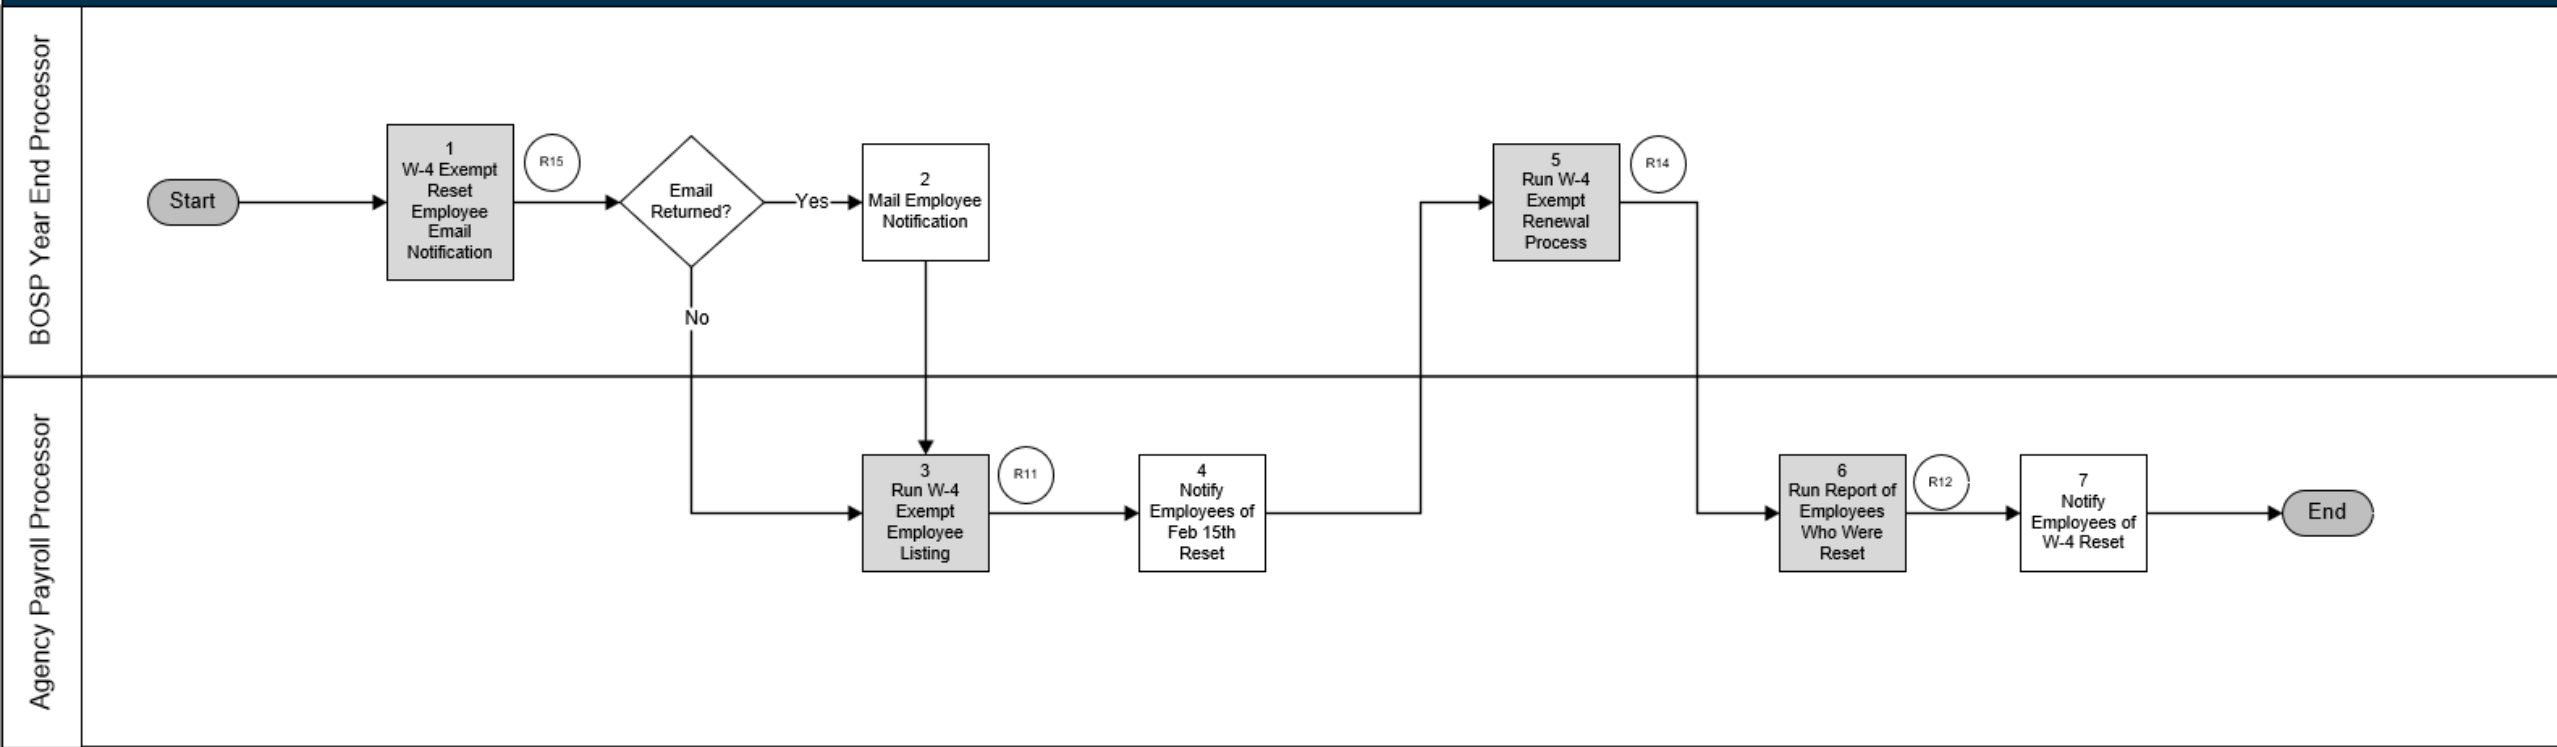 BOSP Year End Processor
Start
1
W-4 Exempt
Reset
Employee
Email
Notification
R15
Email
Returned?
Yes
2
Mail Employee
Notification
No
5
Run W-4
Exempt
Renewal
Process
R14
Agency Payroll Processor
3
Run W-4
Exempt
Employee
Listing
R11
4
Notify
Employees of
Feb 15th
Reset
6
Run Report of
Employees
Who Were
Reset
R12
7
Notify
Employees of
W-4 Reset
End